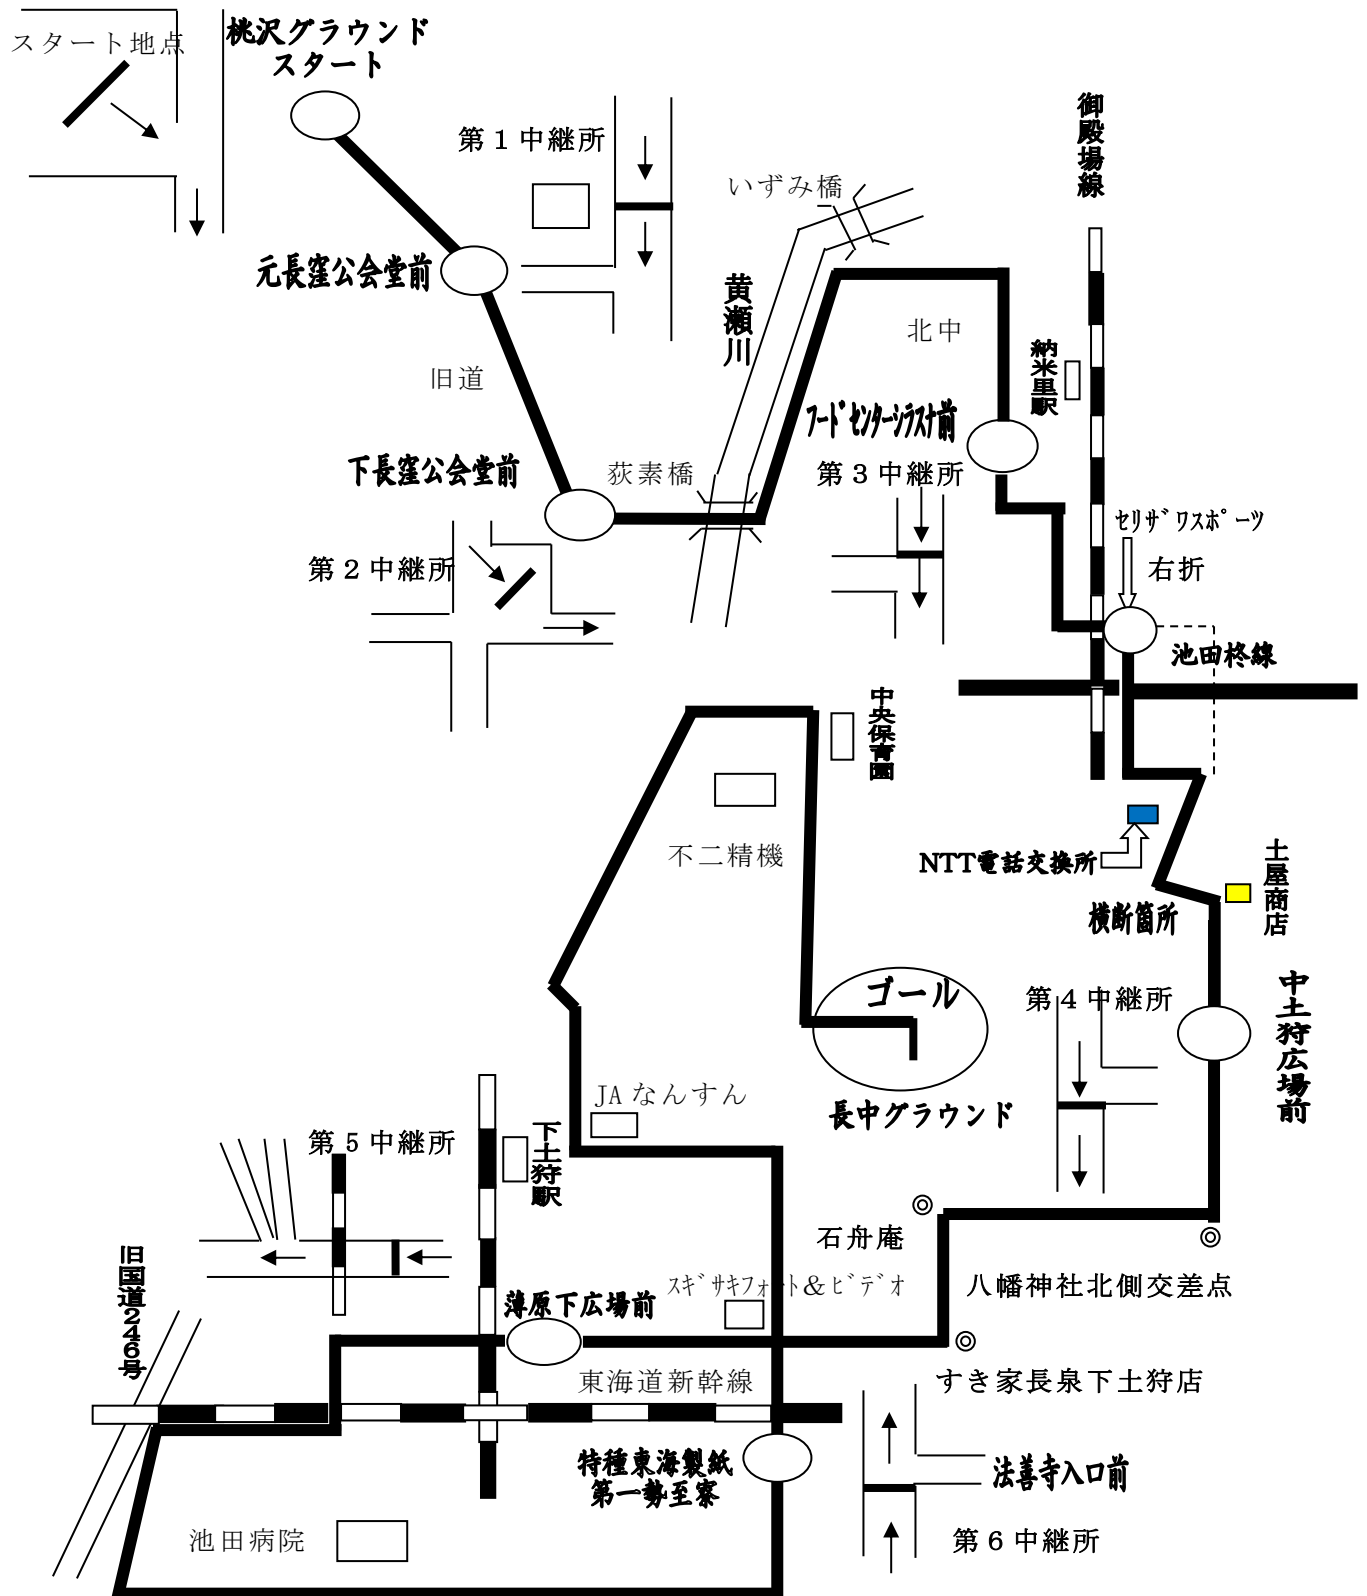 スタート地点
桃沢グラウンド
スタート
第1中継所
御殿場線
いずみ橋
元長窪公会堂前
黄瀬川
北中
納米里駅
旧道
フードセンターシラスナ前
下長窪公会堂前
荻素橋
第3中継所
セリザワスポーツ
第2中継所
右折
池田柊線
中央保育園
不二精機
NTT電話交換所
土屋商店
横断箇所
ゴール
第4中継所
中土狩広場前
JAなんすん
長中グラウンド
第5中継所
下土狩駅
石舟庵
旧国道246号
スギサキフォート&ビデオ
八幡神社北側交差点
薄原下広場前
東海道新幹線
すき家長泉下土狩店
特種東海製紙
第一勢至寮
法善寺入口前
池田病院
第6中継所